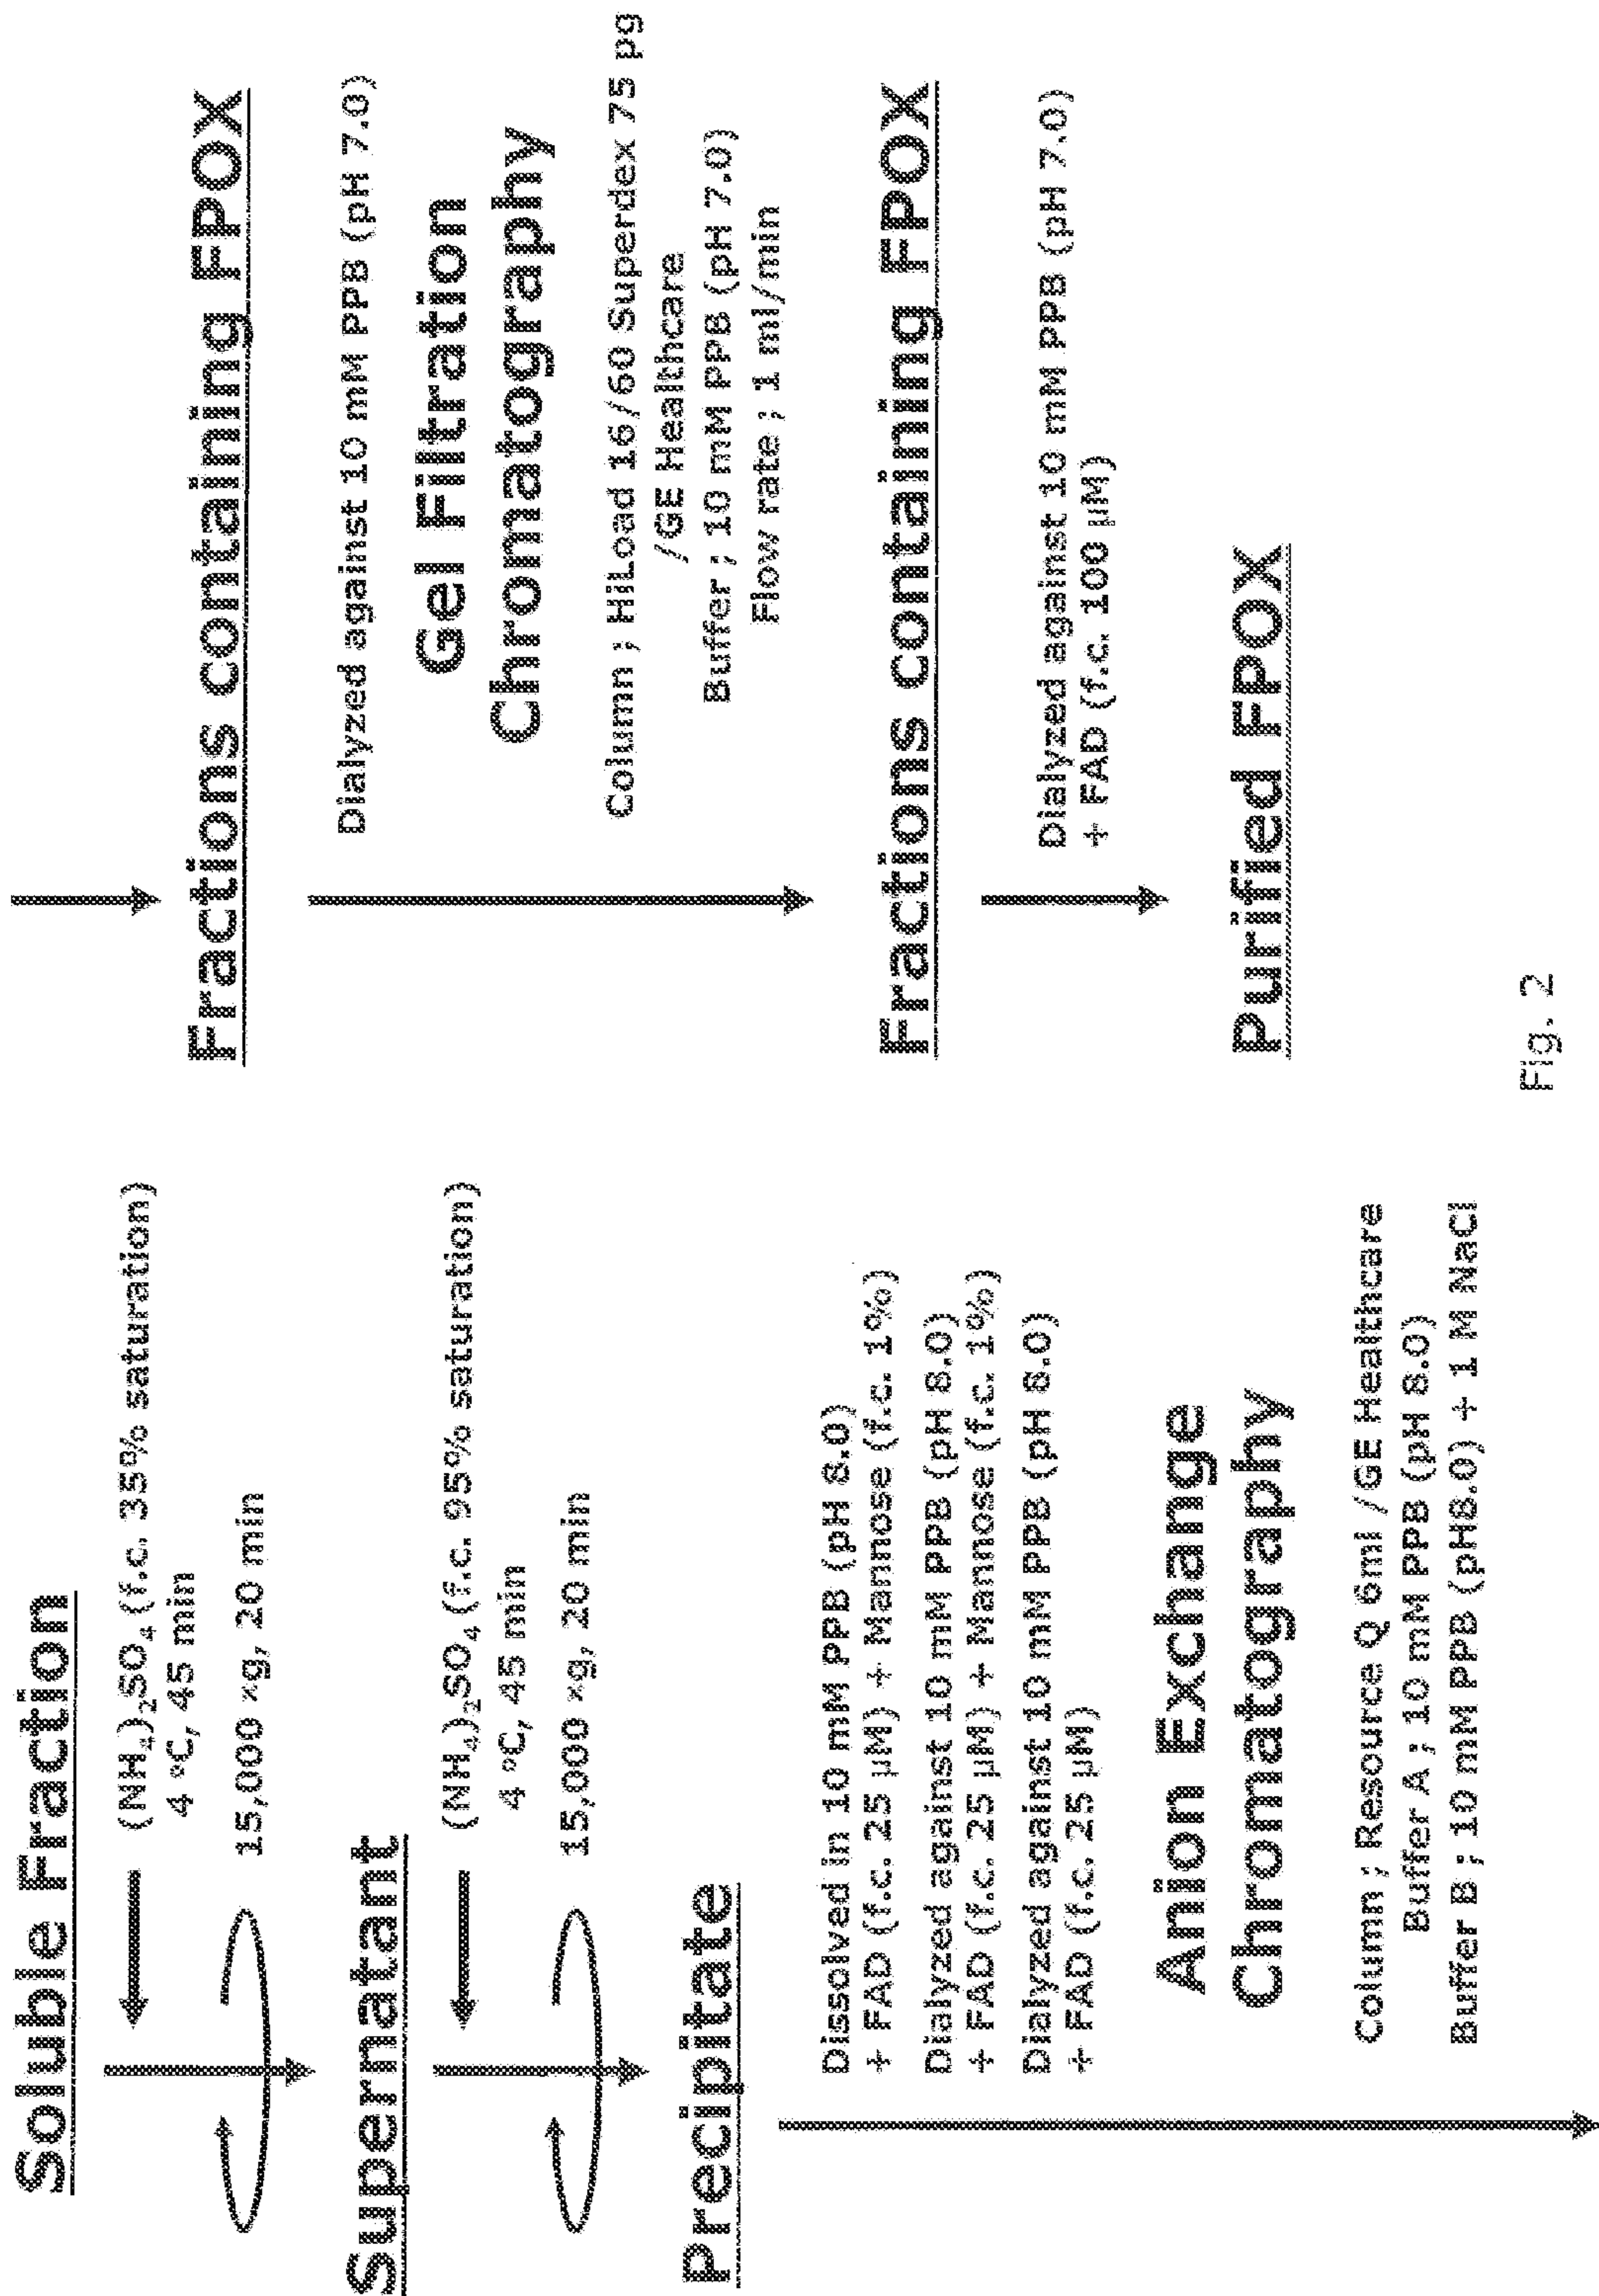 Soluble Fraction
(NH₄)₂SO₄ (f.c. 35% saturation)
4 °C, 45 min
15,000 ×g, 20 min
Supernatant
(NH₄)₂SO₄ (f.c. 95% saturation)
4 °C, 45 min
15,000 ×g, 20 min
Precipitate
Dissolved in 10 mM PPB (pH 8.0)
+ FAD (f.c. 25 µM) + Mannose (f.c. 1%)
Dialyzed against 10 mM PPB (pH 8.0)
+ FAD (f.c. 25 µM) + Mannose (f.c. 1%)
Dialyzed against 10 mM PPB (pH 8.0)
+ FAD (f.c. 25 µM)
Anion Exchange
Chromatography
Column ; Resource Q 6ml /GE Healthcare
Buffer A ; 10 mM PPB (pH 8.0)
Buffer B ; 10 mM PPB (pH8.0) + 1 M NaCl
Fractions containing FPOX
Dialyzed against 10 mM PPB (pH 7.0)
Gel Filtration
Chromatography
Column ; HiLoad 16/60 Superdex 75 pg
/GE Healthcare
Buffer ; 10 mM PPB (pH 7.0)
Flow rate ; 1 ml/min
Fractions containing FPOX
Dialyzed against 10 mM PPB (pH 7.0)
+ FAD (f.c. 100 µM)
Purified FPOX
Fig. 2